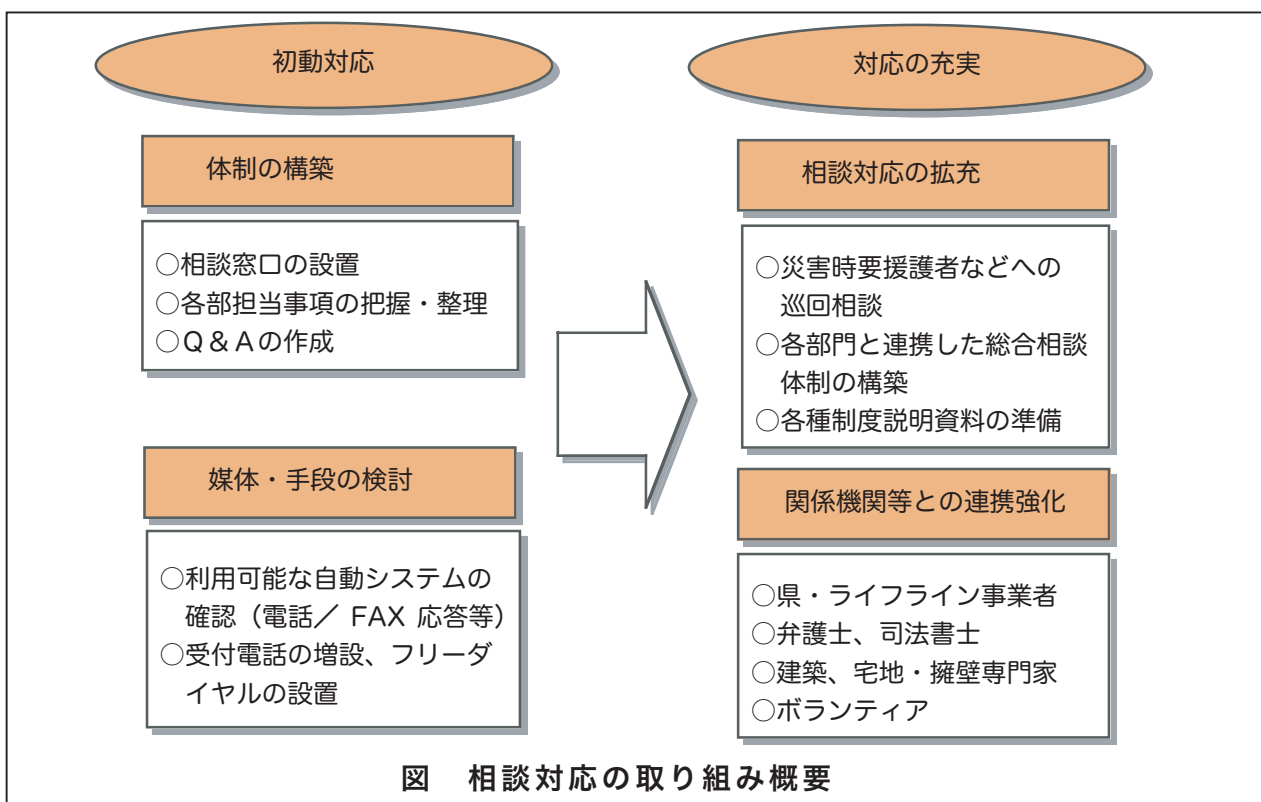 初動対応
体制の構築
○相談窓口の設置
○各部担当事項の把握・整理
○Q&Aの作成
媒体・手段の検討
○利用可能な自動システムの
確認(電話/ FAX 応答等)
○受付電話の増設、フリーダ
イヤルの設置
対応の充実
相談対応の拡充
○災害時要援護者などへの
巡回相談
○各部門と連携した総合相談
体制の構築
○各種制度説明資料の準備
関係機関等との連携強化
○県・ライフライン事業者
○弁護士、司法書士
○建築、宅地・擁壁専門家
○ボランティア
図 相談対応の取り組み概要